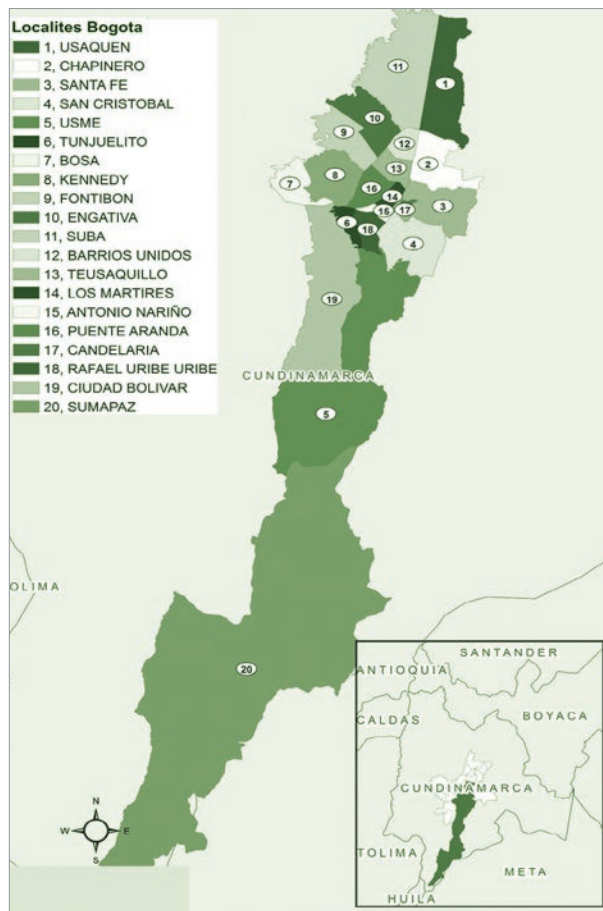 Localites Bogota
1, USAQUEN
2, CHAPINERO
3, SANTA FE
4, SAN CRISTOBAL
5, USME
6, TUNJUELITO
7, BOSA
8, KENNEDY
9, FONTIBON
10, ENGATIVA
11, SUBA
12, BARRIOS UNIDOS
13, TEUSAQUILLO
14, LOS MARTIRES
15, ANTONIO NARIÑO
16, PUENTE ARANDA
17, CANDELARIA
18, RAFAEL URIBE URIBE
19, CIUDAD BOLIVAR
20, SUMAPAZ
11
1
10
9
12
2
13
8
7
16
14
3
15
17
6
18
4
19
CUNDINAMARCA
5
OLIMA
20
N
W
E
S
SANTANDER
ANTIOQUIA
CALDAS
BOYACA
CUNDINAMARCA
TOLIMA
META
HUILA